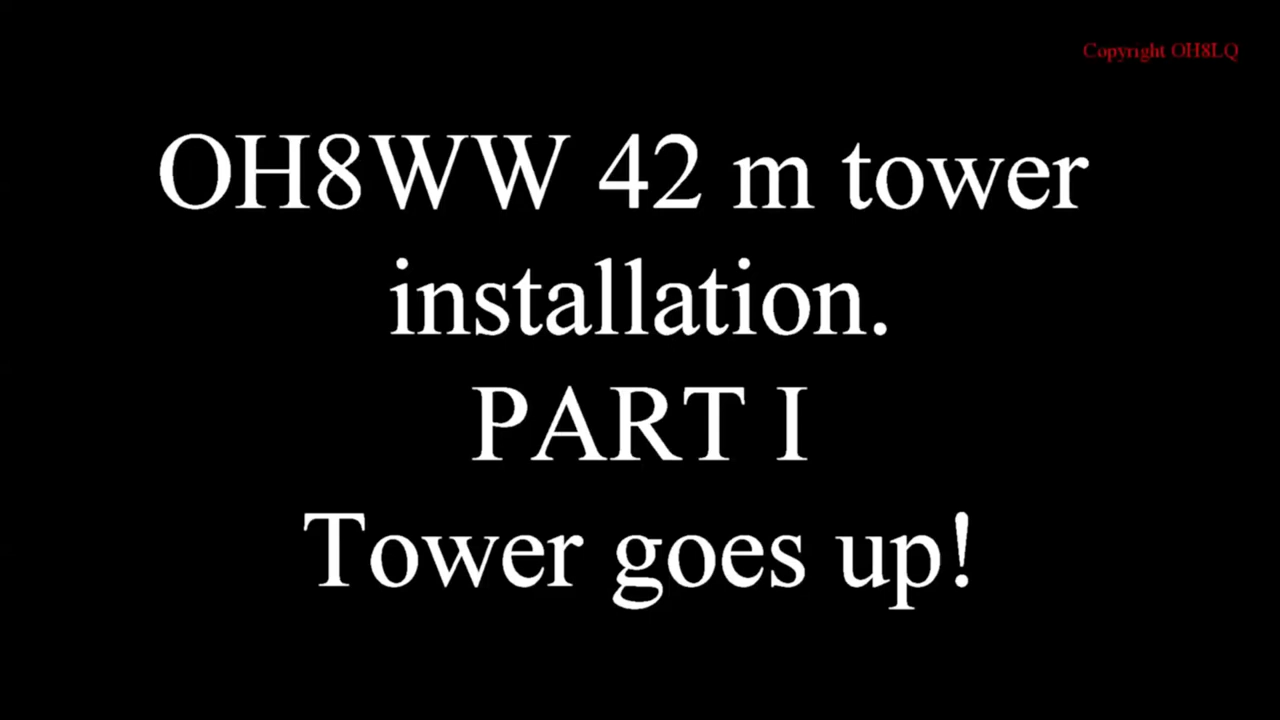 Copyright OH8LQ
OH8WW 42 m tower
installation.
PART I
Tower goes up!